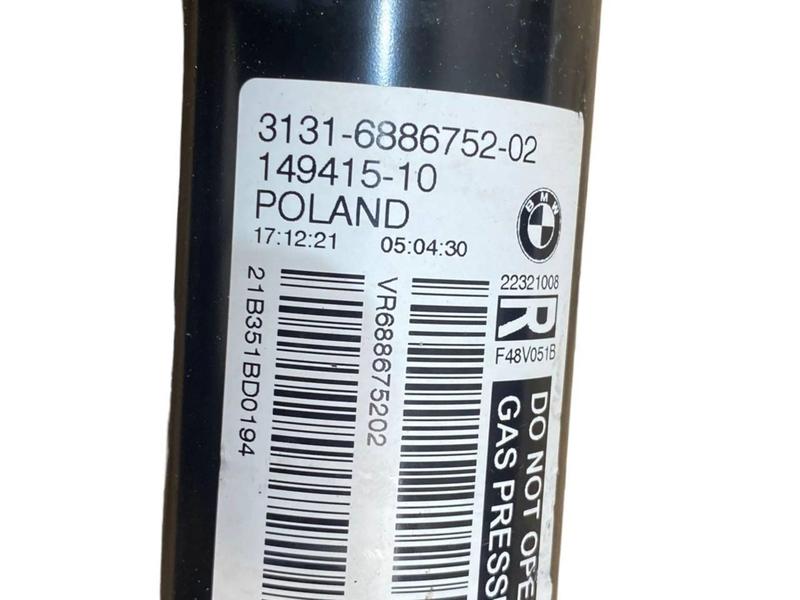 3131-6886752-02
149415-10
POLAND
17:12:21 05:04:30
BMW
22321008
R
F48V051B
21B351BD0194
VR688675202
DO NOT OPE
GAS PRESS